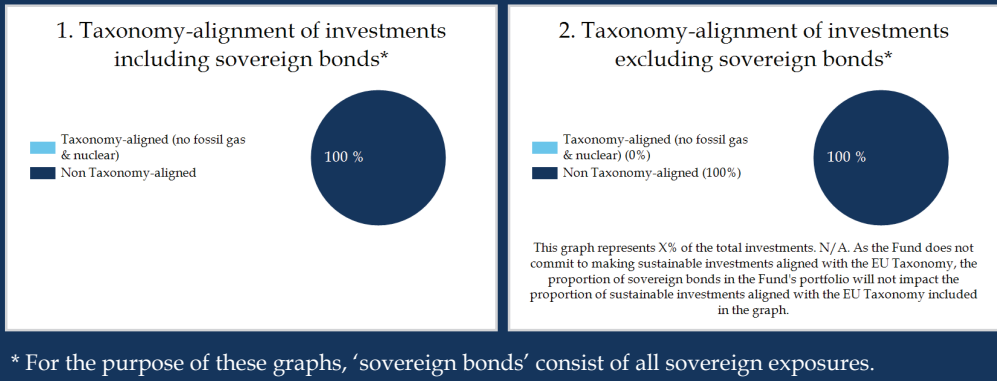 1. Taxonomy-alignment of investments
including sovereign bonds*
Taxonomy-aligned (no fossil gas
& nuclear)
Non Taxonomy-aligned
100 %
2. Taxonomy-alignment of investments
excluding sovereign bonds*
Taxonomy-aligned (no fossil gas
& nuclear) (0%)
Non Taxonomy-aligned (100%)
100 %
This graph represents X% of the total investments. N/A. As the Fund does not
commit to making sustainable investments aligned with the EU Taxonomy, the
proportion of sovereign bonds in the Fund's portfolio will not impact the
proportion of sustainable investments aligned with the EU Taxonomy included
in the graph.
* For the purpose of these graphs, ‘sovereign bonds’ consist of all sovereign exposures.